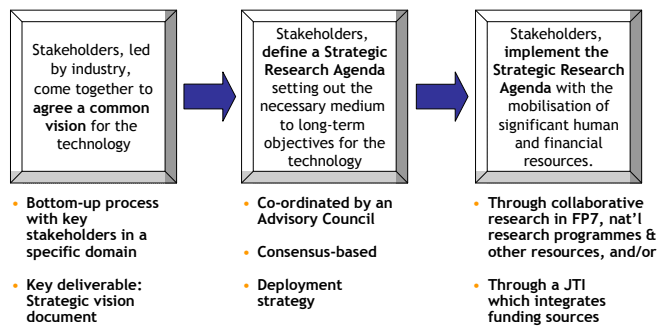 Stakeholders, led
by industry,
come together to
agree a common
vision for the
technology
Stakeholders,
define a Strategic
Research Agenda
setting out the
necessary medium
to long-term
objectives for the
technology
Stakeholders,
implement the
Strategic Research
Agenda with the
mobilisation of
significant human
and financial
resources.
• Bottom-up process
with key
stakeholders in a
specific domain
• Key deliverable:
Strategic vision
document
• Co-ordinated by an
Advisory Council
• Consensus-based
• Deployment
strategy
• Through collaborative
research in FP7, nat'l
research programmes &
other resources, and/or
• Through a JTI
which integrates
funding sources